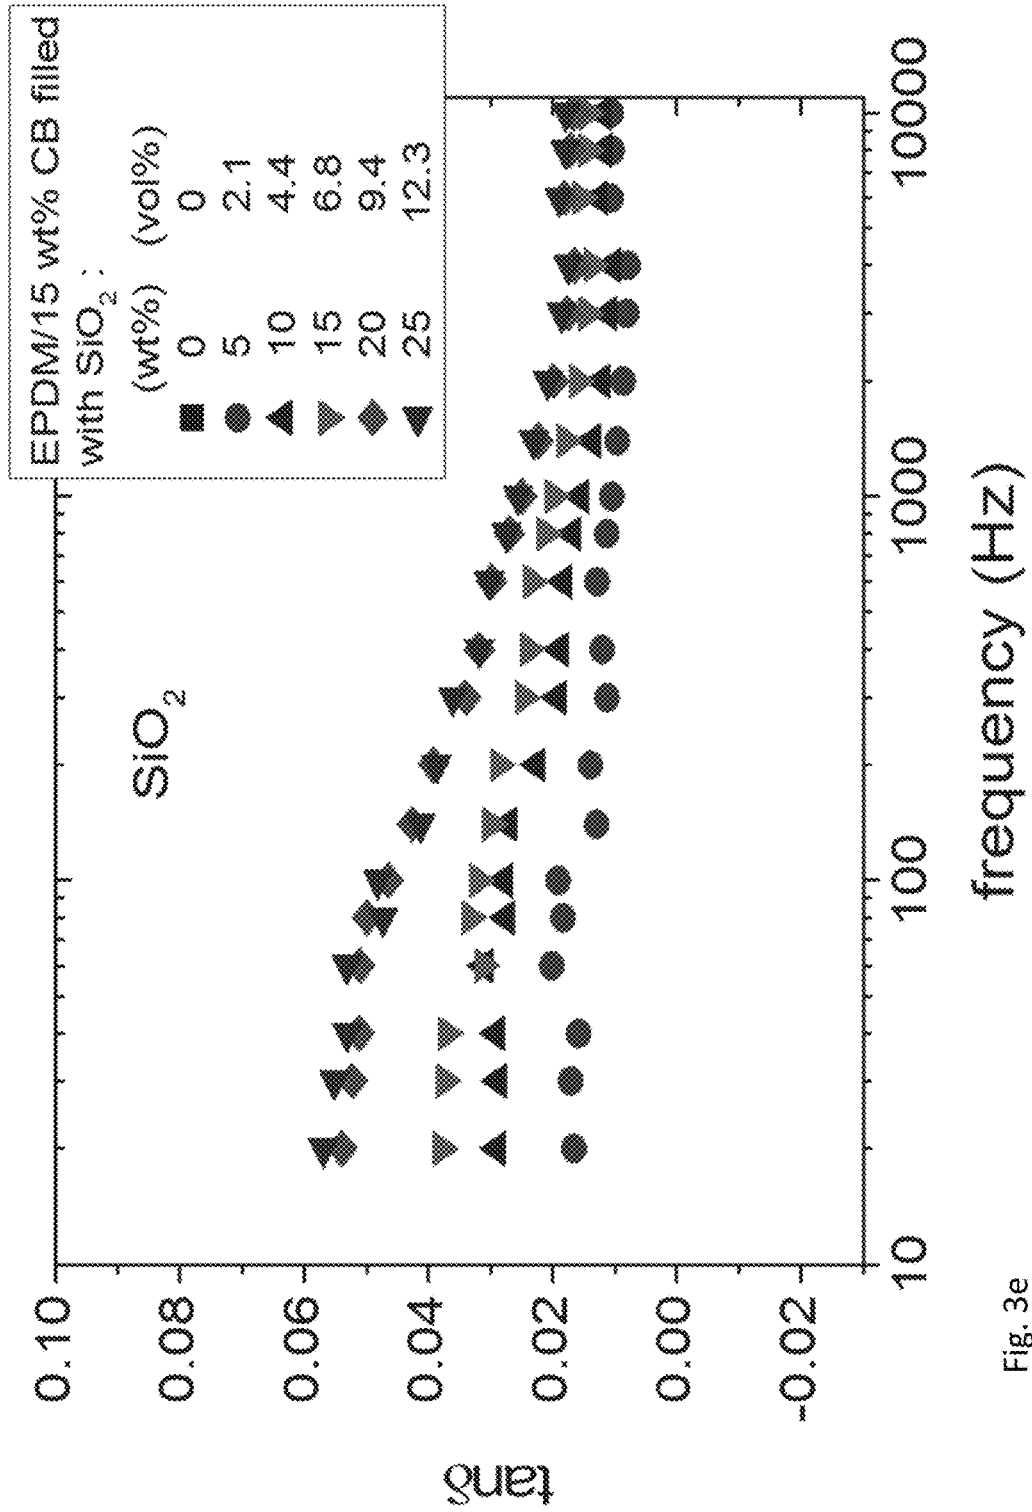 EPDM/15 wt% CB filled
with SiO₂ :
(wt%) (vol%)
0 0
5 2.1
10 4.4
15 6.8
20 9.4
25 12.3
SiO₂
tanδ
0.10
0.08
0.06
0.04
0.02
0.00
-0.02
10
100
1000
10000
frequency (Hz)
Fig. 3e